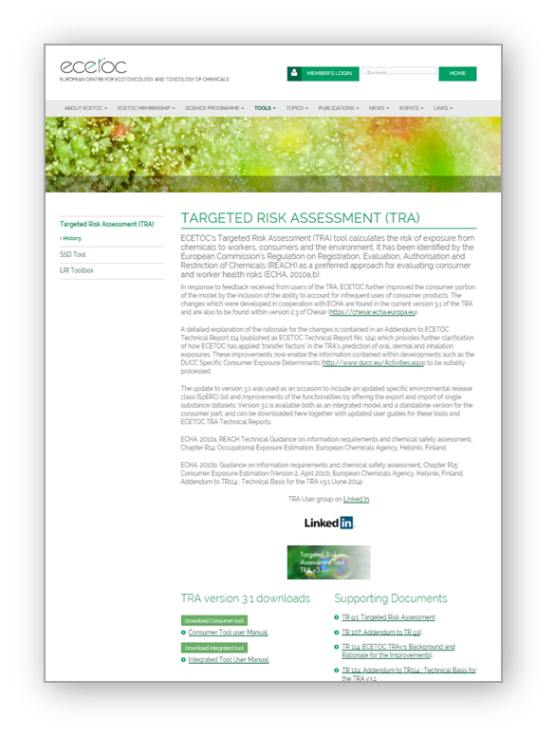 ecetoc
EUROPEAN CENTRE FOR ECOTOXICOLOGY AND TOXICOLOGY OF CHEMICALS
MEMBER'S LOGIN
Search
HOME
ABOUT ECETOC
ECETOC MEMBERSHIP
SCIENCE PROGRAMME
TOOLS
TOPICS
PUBLICATIONS
NEWS
EVENTS
LINKS
Targeted Risk Assessment (TRA)
› History
SSD Tool
LRI Toolbox
TARGETED RISK ASSESSMENT (TRA)
ECETOC's Targeted Risk Assessment (TRA) tool calculates the risk of exposure from
chemicals to workers, consumers and the environment. It has been identified by the
European Commission's Regulation on Registration, Evaluation, Authorisation and
Restriction of Chemicals (REACH) as a preferred approach for evaluating consumer
and worker health risks (ECHA, 2010a,b).
In response to feedback received from users of the TRA, ECETOC further improved the consumer portion
of the model by the inclusion of the ability to account for infrequent uses of consumer products. The
changes which were developed in cooperation with ECHA are found in the current version 3.1 of the TRA
and are also to be found within version 2.3 of Chesar (https://chesar.echa.europa.eu).
A detailed explanation of the rationale for the changes is contained in an Addendum to ECETOC
Technical Report 114 (published as ECETOC Technical Report No. 124) which provides further clarification
of how ECETOC has applied 'transfer factors' in the TRA's prediction of oral, dermal and inhalation
exposures. These improvements now enable the information contained within developments such as the
DUCC Specific Consumer Exposure Determinants (http://www.ducc.eu/Activities.aspx) to be suitably
processed.
The update to version 3.1 was used as an occasion to include an updated specific environmental release
class (SpERC) list and improvements of the functionalities by offering the export and import of single
substance datasets. Version 3.1 is available both as an integrated model and a standalone version for the
consumer part, and can be downloaded here together with updated user guides for these tools and
ECETOC TRA Technical Reports.
ECHA, 2010a. REACH Technical Guidance on information requirements and chemical safety assessment,
Chapter R14: Occupational Exposure Estimation. European Chemicals Agency, Helsinki, Finland.
ECHA, 2010b. Guidance on information requirements and chemical safety assessment, Chapter R15:
Consumer Exposure Estimation (Version 2, April 2010). European Chemicals Agency, Helsinki, Finland.
Addendum to TR114 : Technical Basis for the TRA v3.1 (June 2014)
TRA User group on Linked In
Linked in
Targeted Risk
Assessment Tool
TRA v3
TRA version 3.1 downloads
Download Consumer tool
Consumer Tool user Manual
Download Integrated tool
Integrated Tool User Manual
Supporting Documents
TR 93: Targeted Risk Assessment
TR 107: Addendum to TR 93
TR 114: ECETOC TRAv3: Background and
Rationale for the Improvements
TR 124: Addendum to TR114 : Technical Basis for
the TRA v3.1